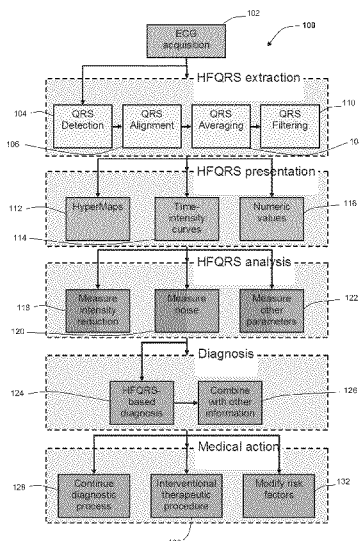 102
ECG
acquisition
100
HFQRS extraction
104
QRS
Detection
QRS
Alignment
QRS
Averaging
QRS
Filtering
110
106
10
HFQRS presentation
112
HyperMaps
Time-
intensity
curves
Numeric
values
116
114
HFQRS analysis
118
Measure
intensity
reduction
Measure
noise
Measure
other
parameters
122
120
Diagnosis
124
HFQRS-
based
diagnosis
Combine
with other
information
126
Medical action
128
Continue
diagnostic
process
Interventional
therapeutic
procedure
Modify risk
factors
132